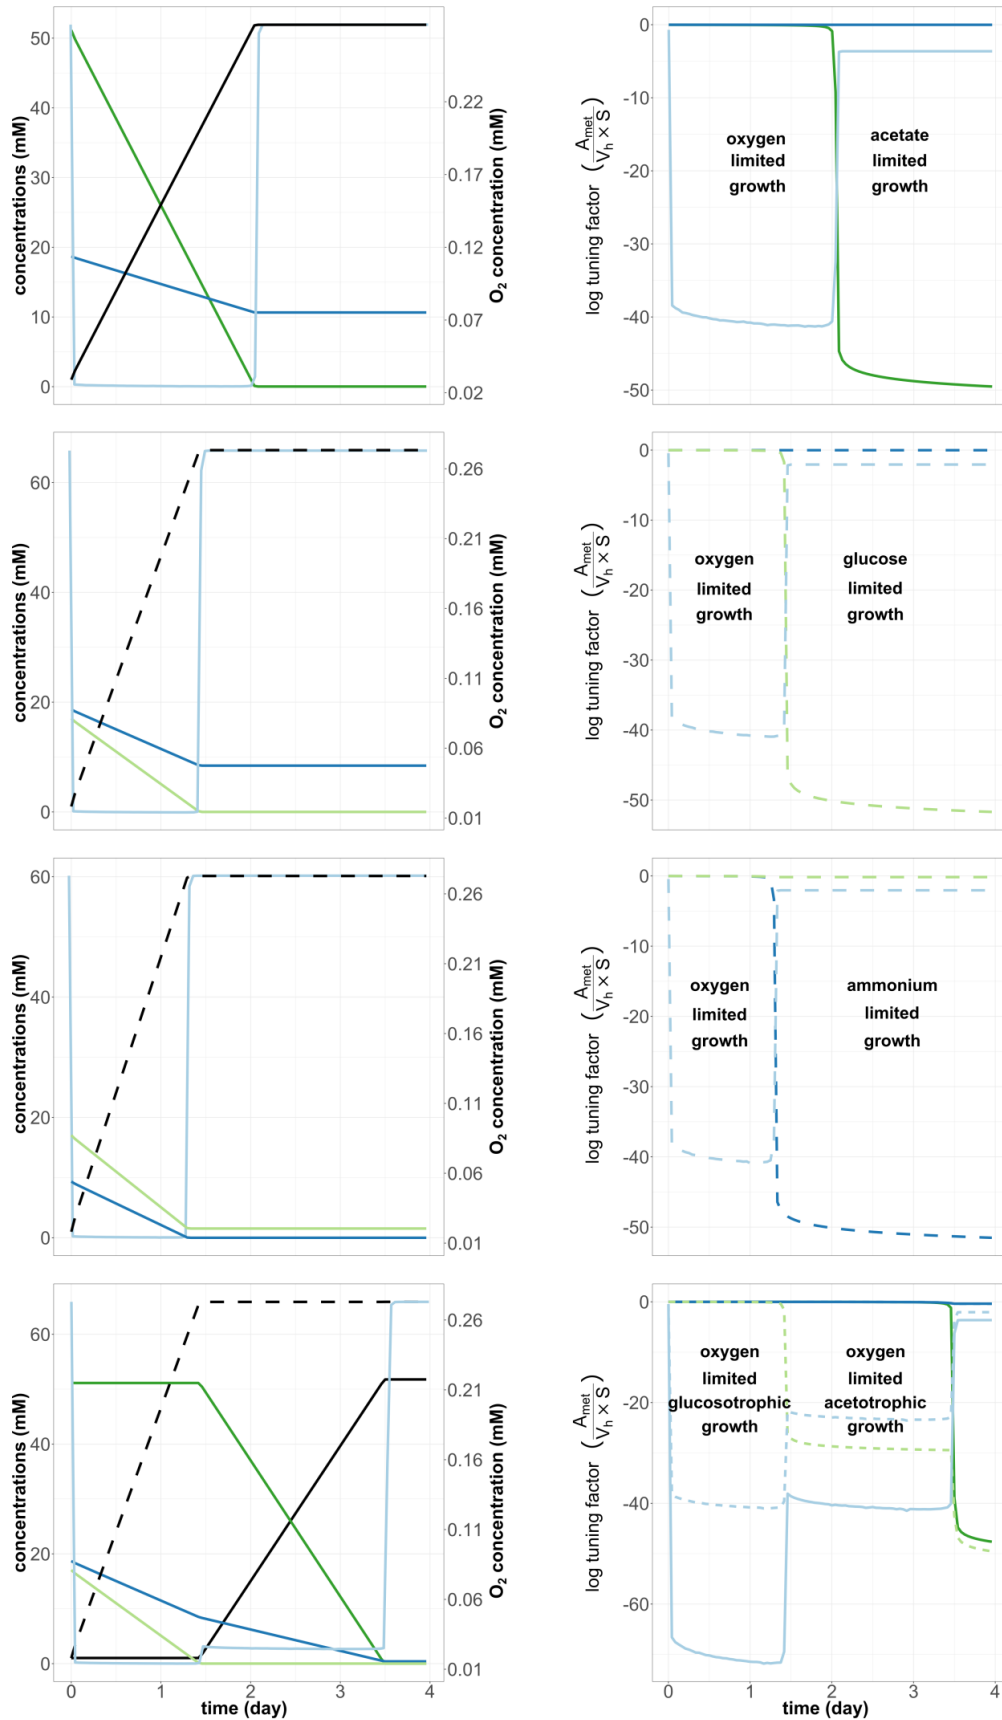 50
40
30
20
10
0
concentrations (mM)
0.22
0.17
0.12
0.07
0.02
O₂ concentration (mM)
0
-10
-20
-30
-40
-50
log tuning factor (A_met / V_h × S)
oxygen
limited
growth
acetate
limited
growth
60
40
20
0
concentrations (mM)
0.26
0.21
0.16
0.11
0.06
0.01
O₂ concentration (mM)
0
-10
-20
-30
-40
-50
log tuning factor (A_met / V_h × S)
oxygen
limited
growth
glucose
limited
growth
60
40
20
0
concentrations (mM)
0.26
0.21
0.16
0.11
0.06
0.01
O₂ concentration (mM)
0
-10
-20
-30
-40
-50
log tuning factor (A_met / V_h × S)
oxygen
limited
growth
ammonium
limited
growth
60
40
20
0
concentrations (mM)
0.26
0.21
0.16
0.11
0.06
0.01
O₂ concentration (mM)
0 1 2 3 4
time (day)
0
-20
-40
-60
log tuning factor (A_met / V_h × S)
oxygen
limited
glucosotrophic
growth
oxygen
limited
acetotrophic
growth
0 1 2 3 4
time (day)